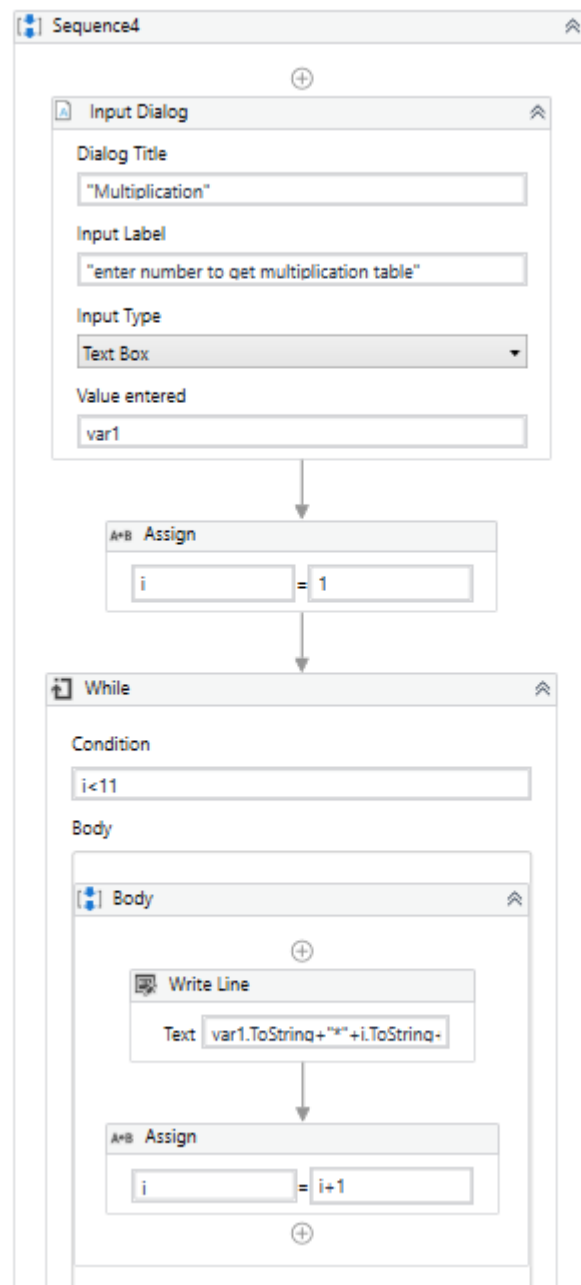 Sequence4
Input Dialog
Dialog Title
"Multiplication"
Input Label
"enter number to get multiplication table"
Input Type
Text Box
Value entered
var1
A+B Assign
i = 1
While
Condition
i<11
Body
Body
Write Line
Text var1.ToString+"*"+i.ToString+
A+B Assign
i = i+1